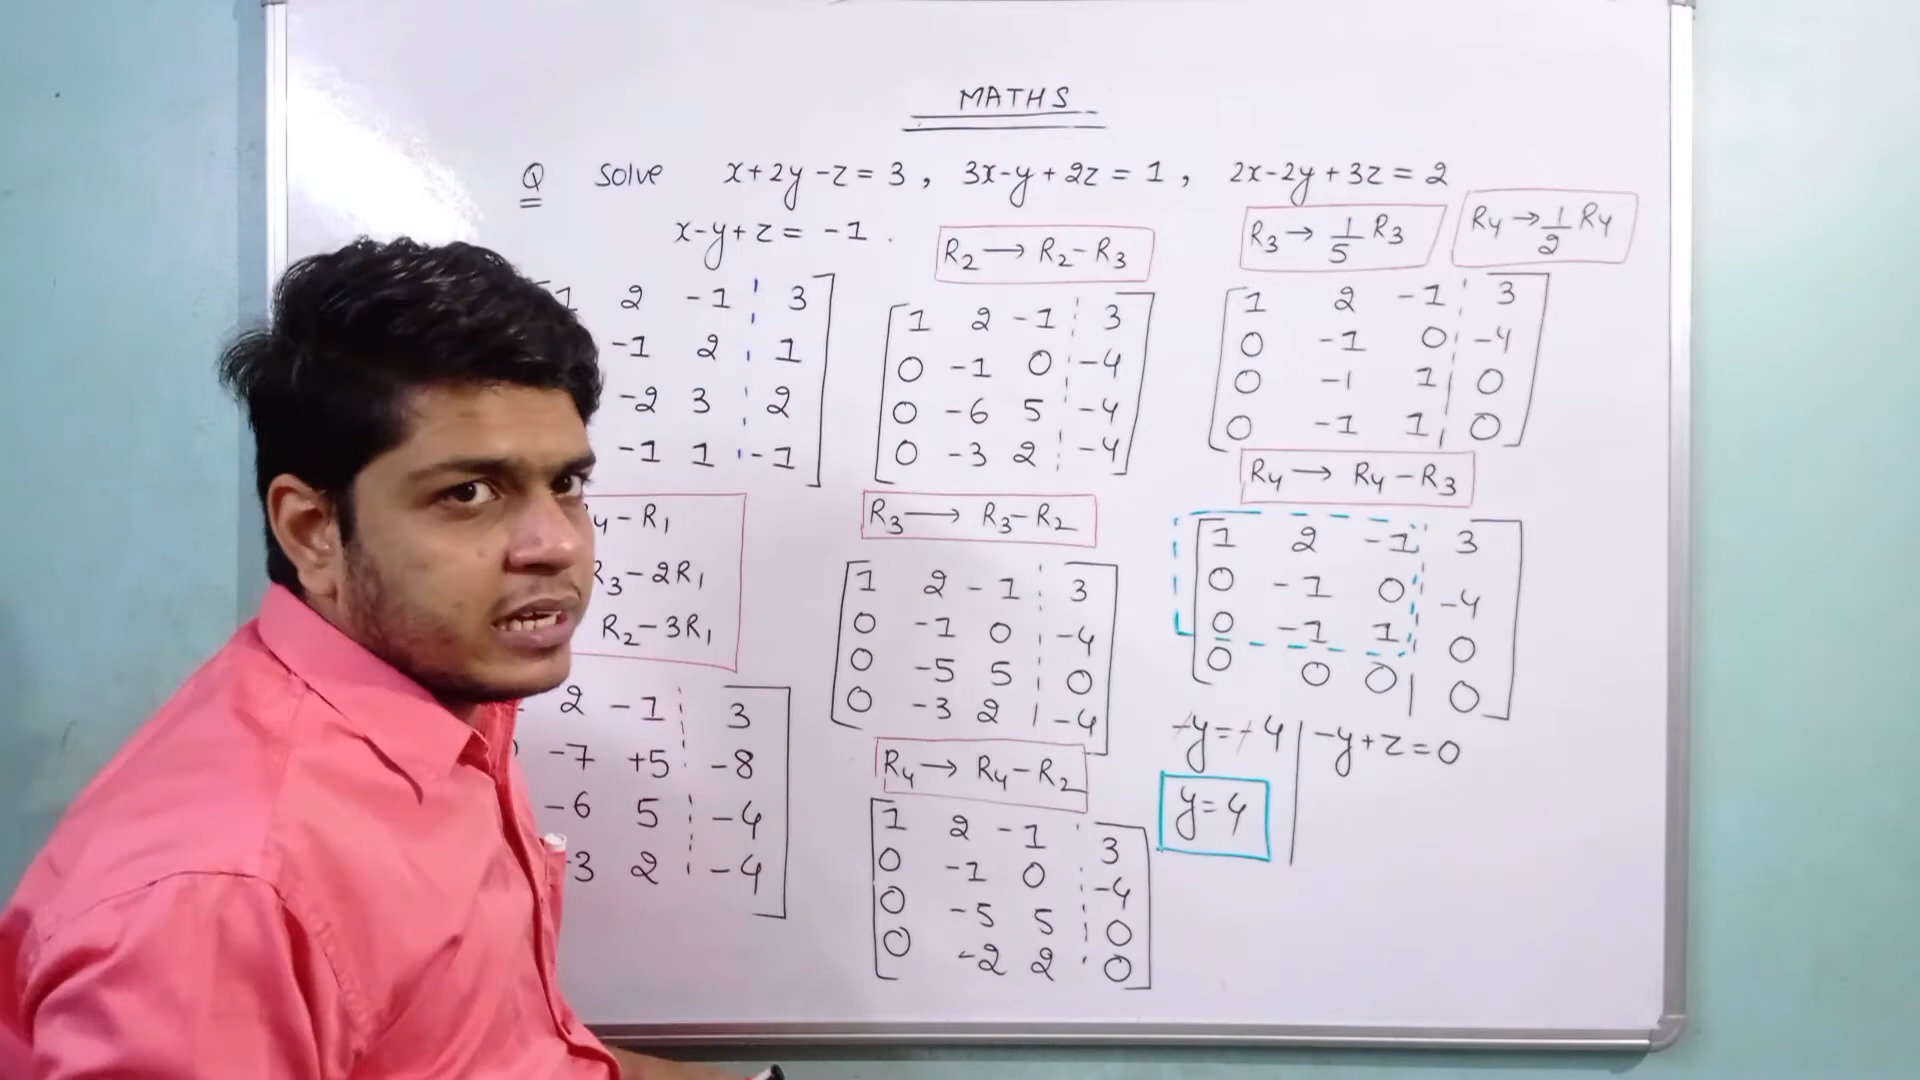 MATHS
Q Solve x+2y-z=3, 3x-y+2z=1, 2x-2y+3z=2
x-y+z=-1.
1 2 -1 ¦ 3
-1 2 ¦ 1
-2 3 ¦ 2
-1 1 ¦ -1
4-R1
R3-2R1
R2-3R1
2 -1 ¦ 3
-7 +5 ¦ -8
-6 5 ¦ -4
-3 2 ¦ -4
R2 → R2-R3
1 2 -1 ¦ 3
0 -1 0 ¦ -4
0 -6 5 ¦ -4
0 -3 2 ¦ -4
R3 → R3-R2
1 2 -1 ¦ 3
0 -1 0 ¦ -4
0 -5 5 ¦ 0
0 -3 2 ¦ -4
R4 → R4-R2
1 2 -1 ¦ 3
0 -1 0 ¦ -4
0 -5 5 ¦ 0
0 -2 2 ¦ 0
R3 → 1/5 R3 R4 → 1/2 R4
1 2 -1 ¦ 3
0 -1 0 ¦ -4
0 -1 1 ¦ 0
0 -1 1 ¦ 0
R4 → R4-R3
1 2 -1 ¦ 3
0 -1 0 ¦ -4
0 -1 1 ¦ 0
0 0 0 ¦ 0
-y=-4 | -y+z=0
y=4